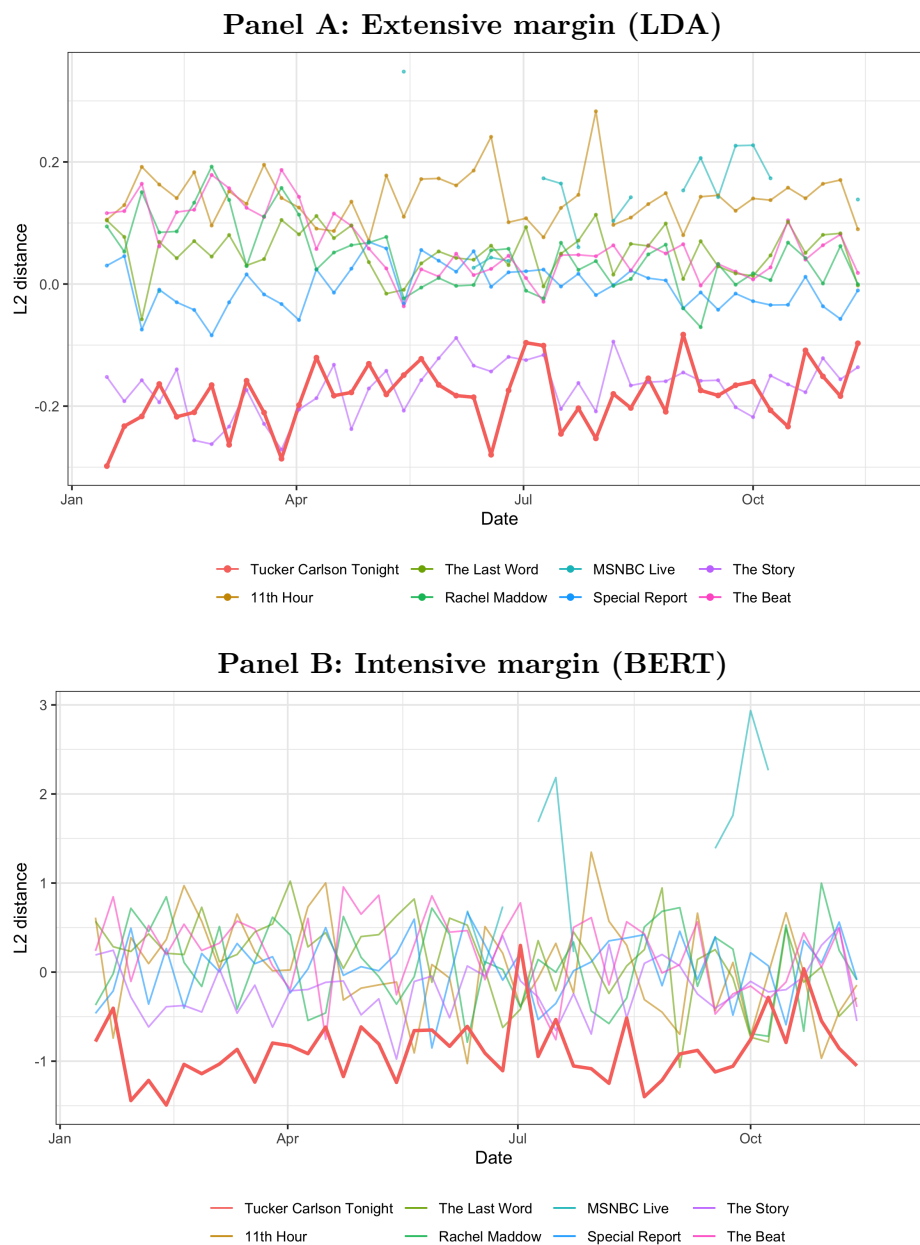 Panel A: Extensive margin (LDA)
0.2
0.0
-0.2
L2 distance
Jan Apr Jul Oct
Date
Tucker Carlson Tonight The Last Word MSNBC Live The Story
11th Hour Rachel Maddow Special Report The Beat
Panel B: Intensive margin (BERT)
3
2
1
0
-1
L2 distance
Jan Apr Jul Oct
Date
Tucker Carlson Tonight The Last Word MSNBC Live The Story
11th Hour Rachel Maddow Special Report The Beat